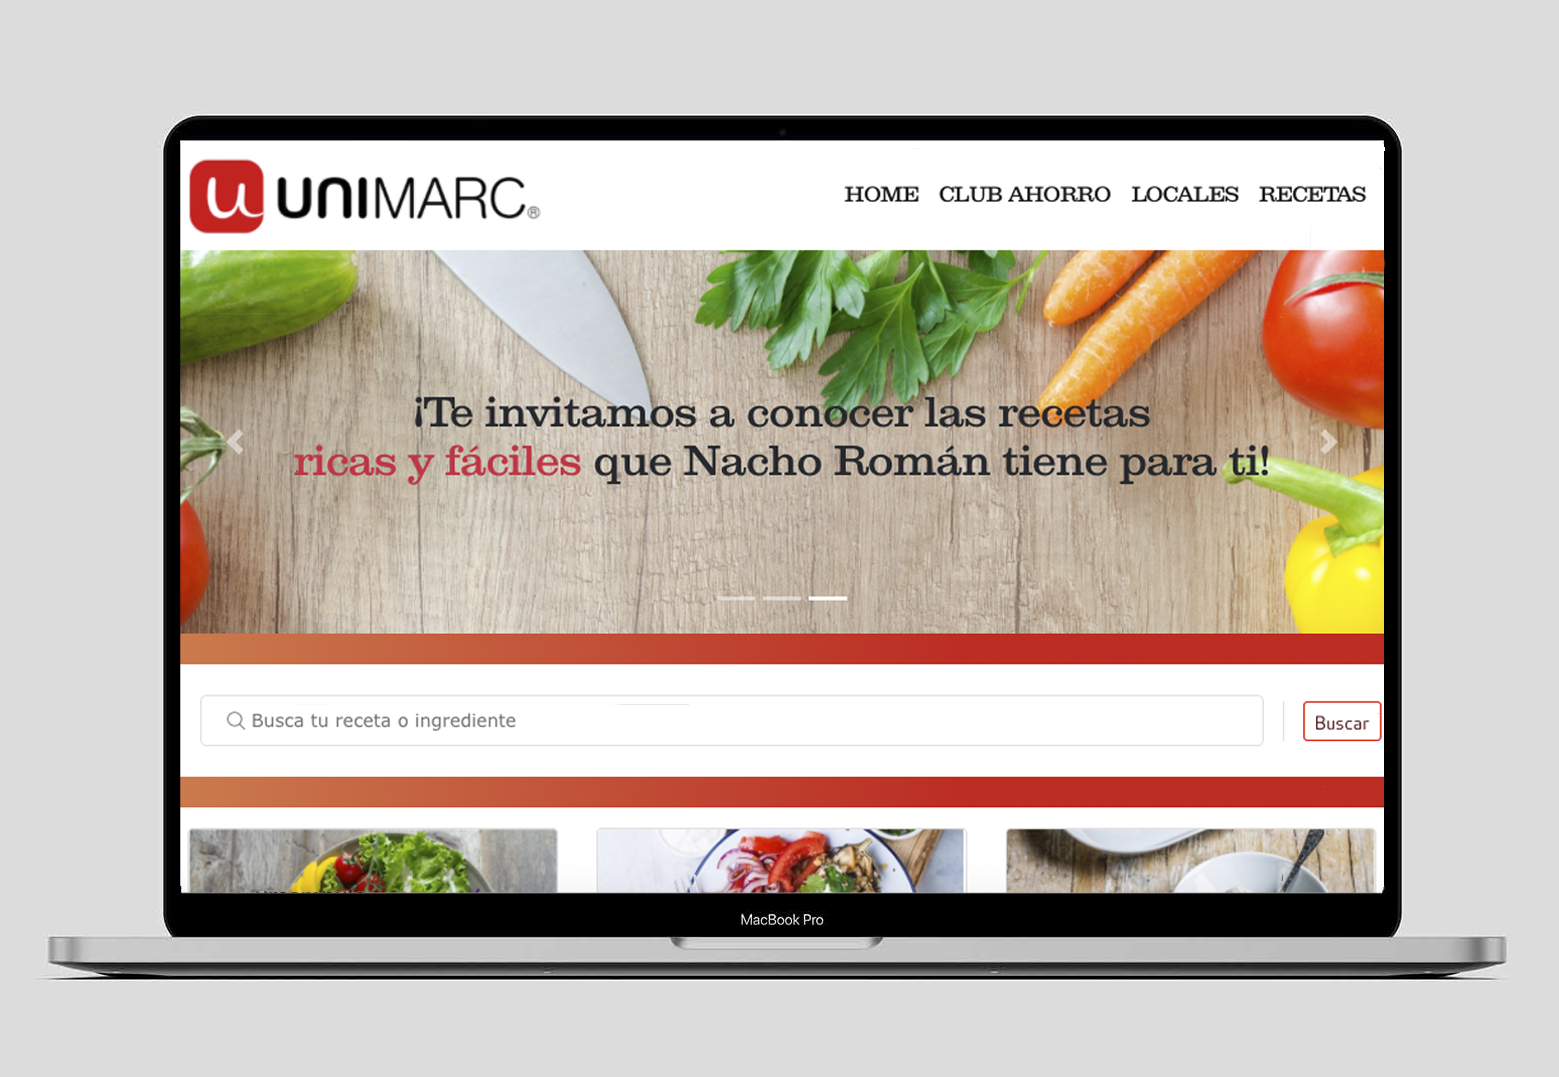 u UNIMARC®
HOME CLUB AHORRO LOCALES RECETAS
¡Te invitamos a conocer las recetas
ricas y fáciles que Nacho Román tiene para ti!
Busca tu receta o ingrediente
Buscar
MacBook Pro